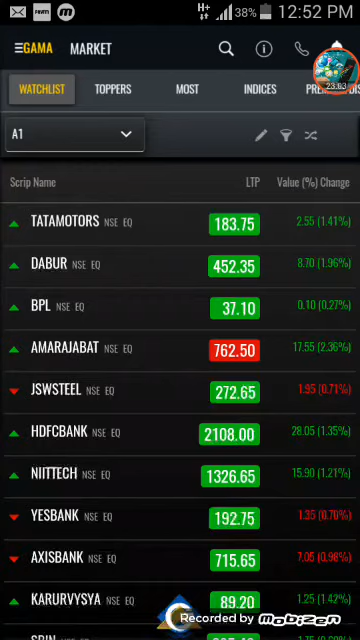 Paytm H+ 38% 12:52 PM
GAMA MARKET
23.63
WATCHLIST TOPPERS MOST INDICES
A1
Scrip Name LTP Value (%) Change
TATAMOTORS NSE EQ 183.75 2.55 (1.41%)
DABUR NSE EQ 452.35 8.70 (1.96%)
BPL NSE EQ 37.10 0.10 (0.27%)
AMARAJABAT NSE EQ 762.50 17.55 (2.36%)
JSWSTEEL NSE EQ 272.65 1.95 (0.71%)
HDFCBANK NSE EQ 2108.00 28.05 (1.35%)
NIITTECH NSE EQ 1326.65 15.90 (1.21%)
YESBANK NSE EQ 192.75 1.35 (0.70%)
AXISBANK NSE EQ 715.65 7.05 (0.98%)
KARURVYSYA NSE EQ 89.20 1.25 (1.42%)
Recorded by MOBIZEN